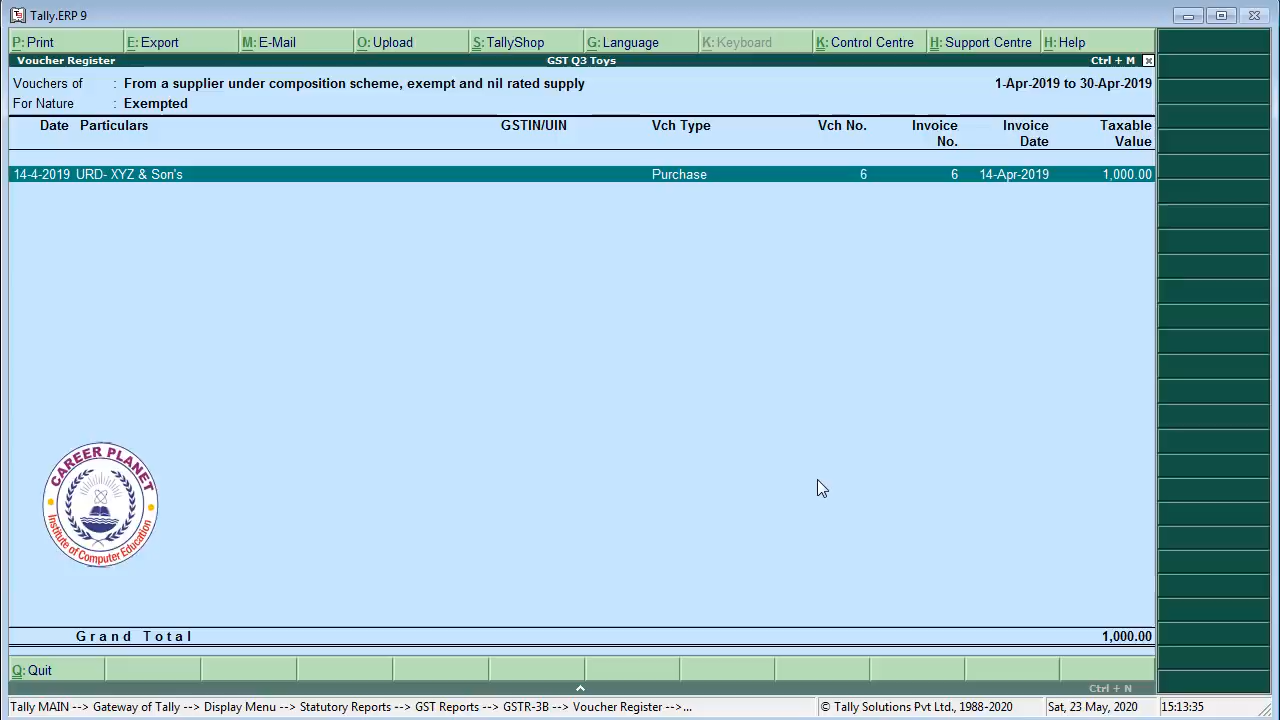 Tally.ERP 9
P: Print E: Export M: E-Mail O: Upload S: TallyShop G: Language K: Keyboard K: Control Centre H: Support Centre H: Help
Voucher Register GST Q3 Toys Ctrl + M
Vouchers of : From a supplier under composition scheme, exempt and nil rated supply 1-Apr-2019 to 30-Apr-2019
For Nature : Exempted
Date Particulars GSTIN/UIN Vch Type Vch No. Invoice Invoice Taxable
No. Date Value
14-4-2019 URD- XYZ & Son's Purchase 6 6 14-Apr-2019 1,000.00
CAREER PLANET
Institute of Computer Education
Grand Total 1,000.00
Q: Quit
Ctrl + N
Tally MAIN --> Gateway of Tally --> Display Menu --> Statutory Reports --> GST Reports --> GSTR-3B --> Voucher Register -->... © Tally Solutions Pvt Ltd., 1988-2020 Sat, 23 May, 2020 15:13:35